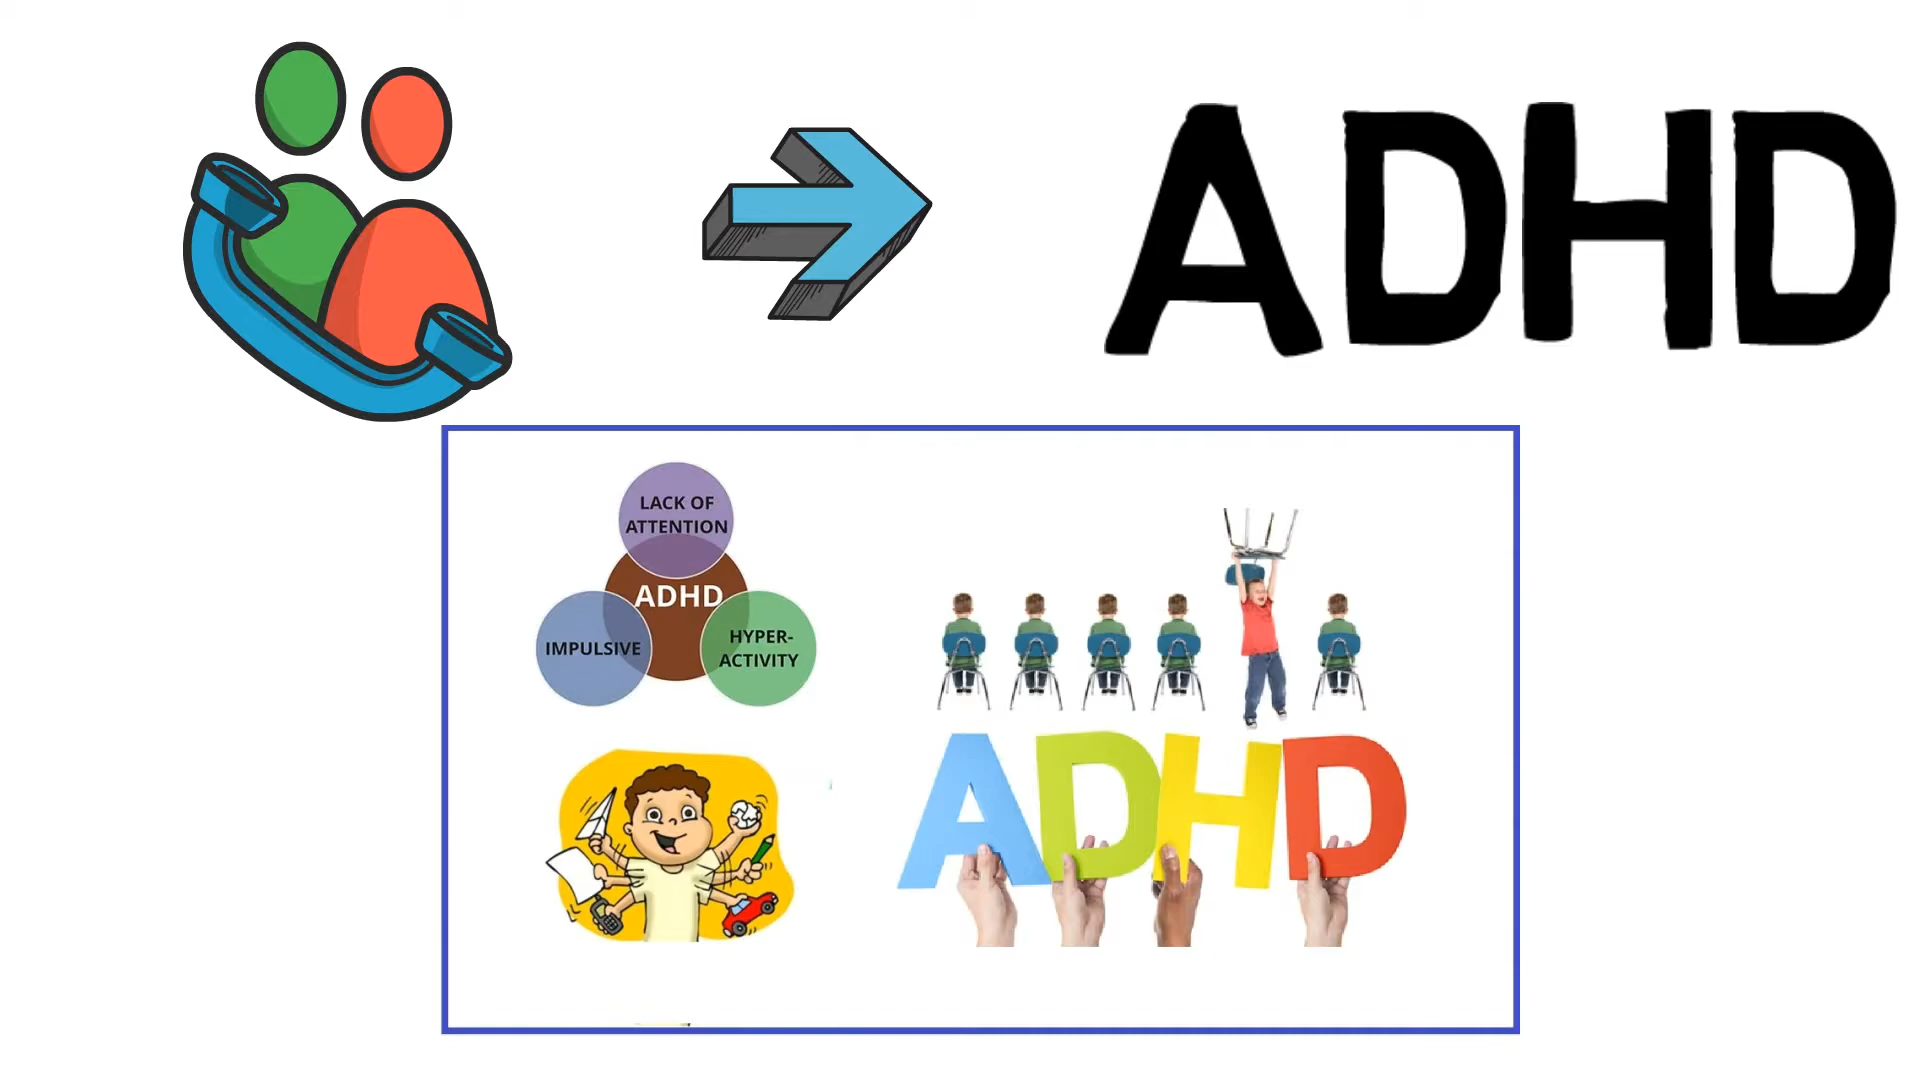 ADHD
LACK OF
ATTENTION
ADHD
IMPULSIVE
HYPER-
ACTIVITY
ADHD